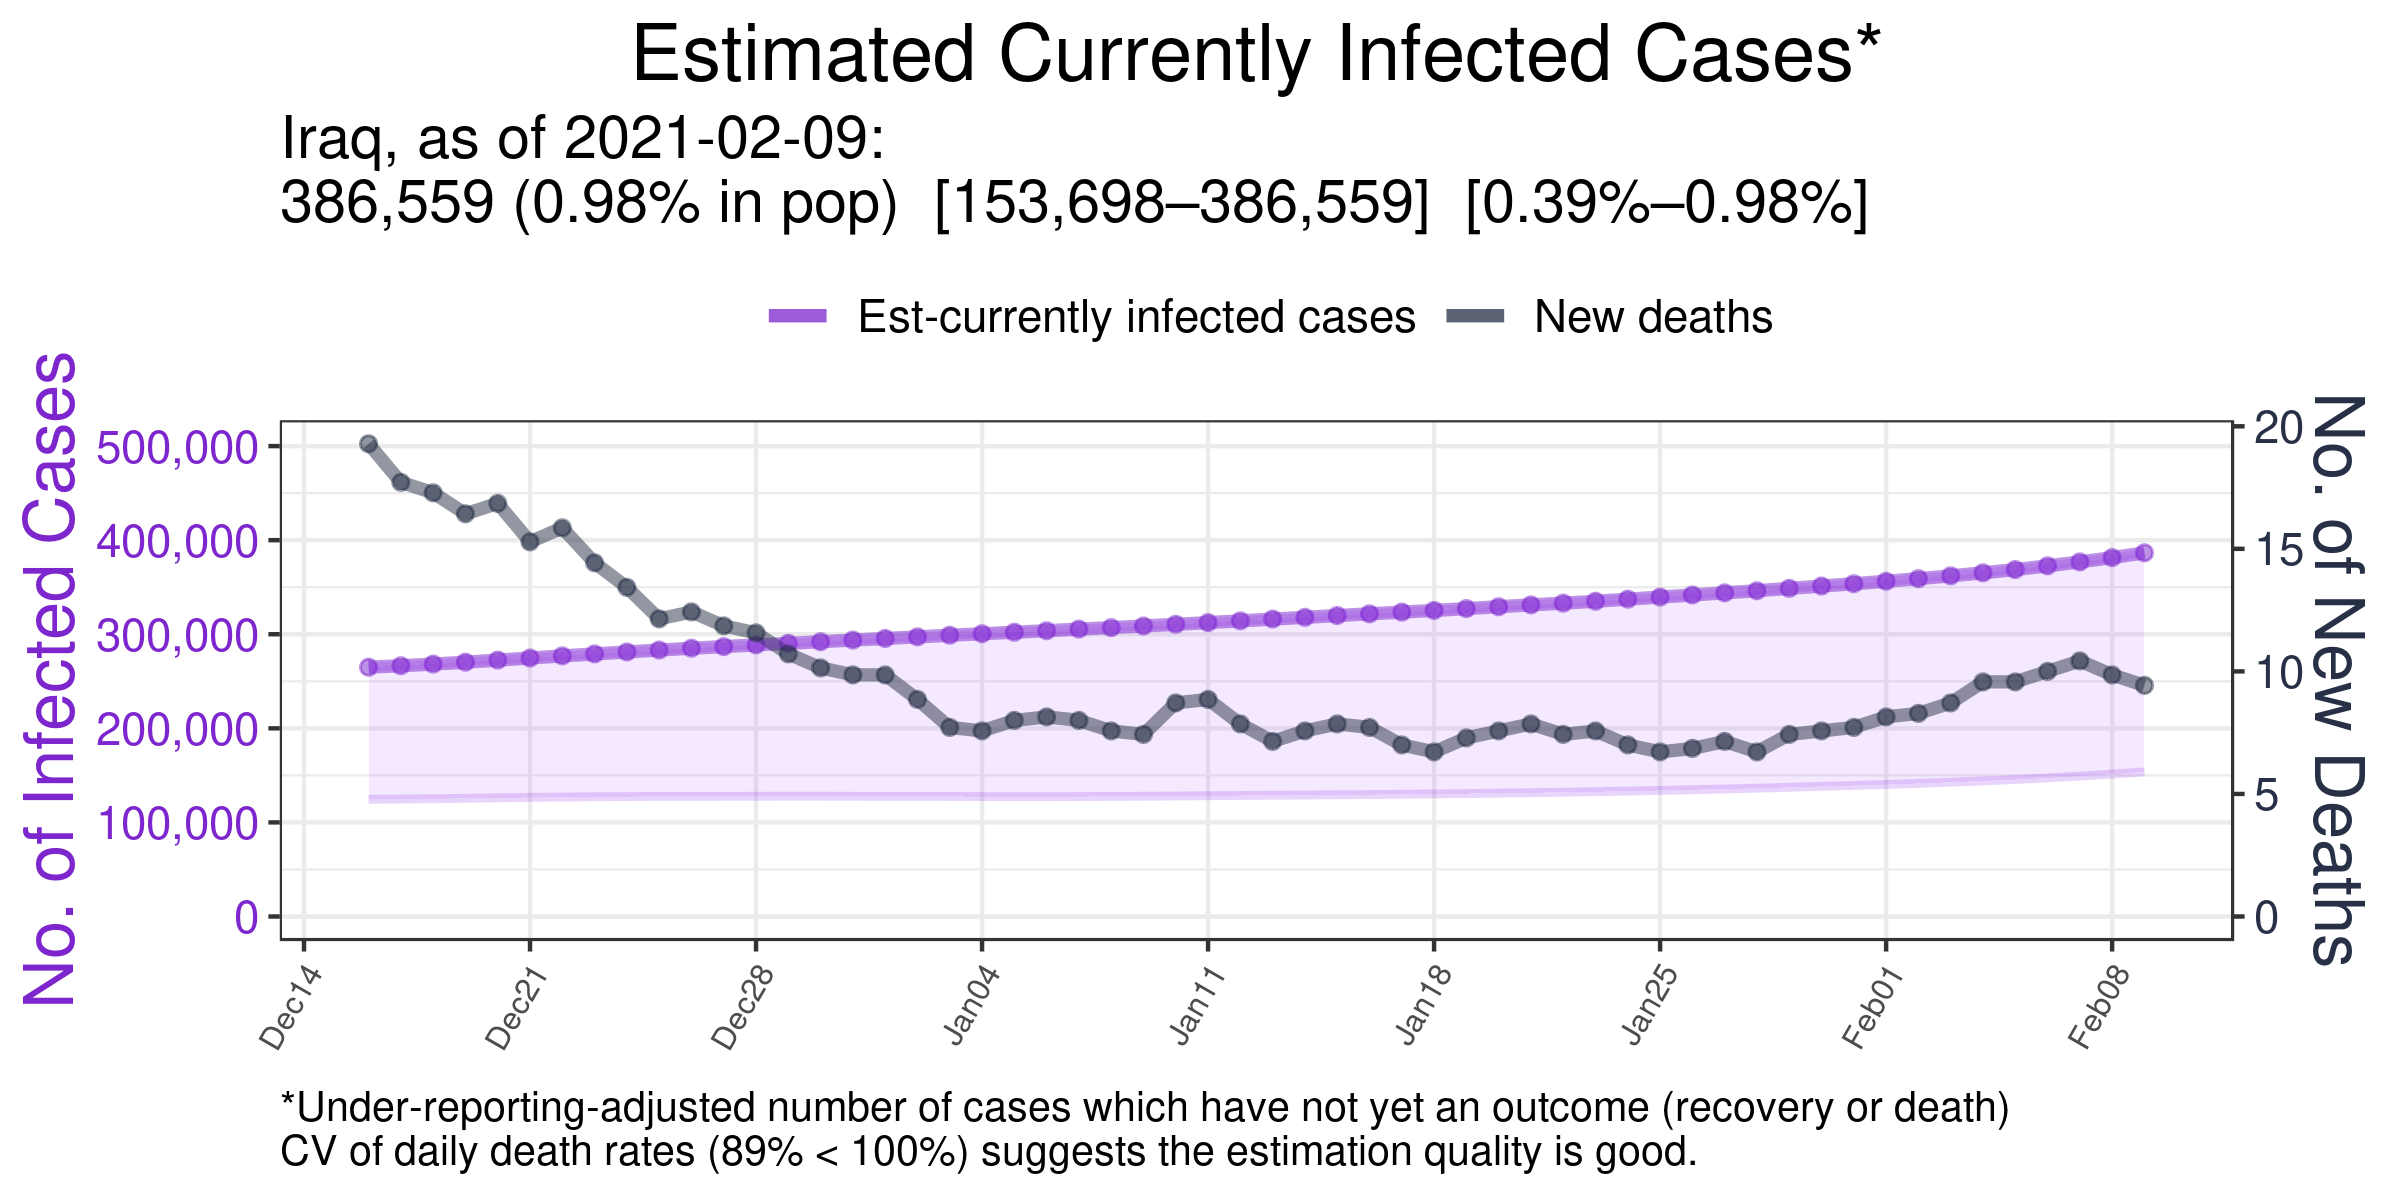 Estimated Currently Infected Cases*
Iraq, as of 2021-02-09:
386,559 (0.98% in pop)  [153,698–386,559]  [0.39%–0.98%]
Est-currently infected cases
New deaths
No. of Infected Cases
500,000
400,000
300,000
200,000
100,000
0
20
15
10
5
0
No. of New Deaths
Dec14
Dec21
Dec28
Jan04
Jan11
Jan18
Jan25
Feb01
Feb08
*Under-reporting-adjusted number of cases which have not yet an outcome (recovery or death)
CV of daily death rates (89% < 100%) suggests the estimation quality is good.